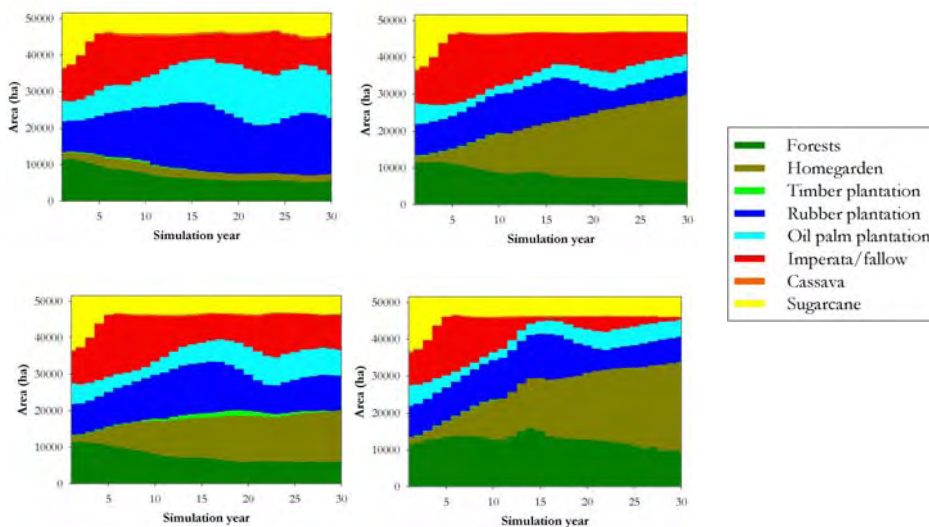 50000
40000
30000
20000
10000
0
Area (ha)
5 10 15 20 25 30
Simulation year
50000
40000
30000
20000
10000
0
Area (ha)
5 10 15 20 25 30
Simulation year
50000
40000
30000
20000
10000
0
Area (ha)
5 10 15 20 25 30
Simulation year
50000
40000
30000
20000
10000
0
Area (ha)
5 10 15 20 25 30
Simulation year
Forests
Homegarden
Timber plantation
Rubber plantation
Oil palm plantation
Imperata/fallow
Cassava
Sugarcane